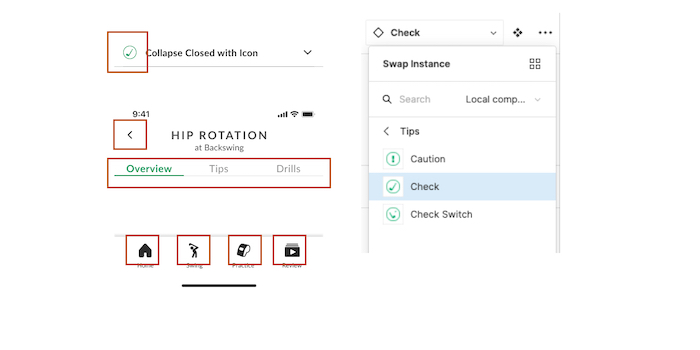 Collapse Closed with Icon
9:41
HIP ROTATION
at Backswing
Overview Tips Drills
Home Swing Practice Review
Check
Swap Instance
Search Local comp...
Tips
Caution
Check
Check Switch